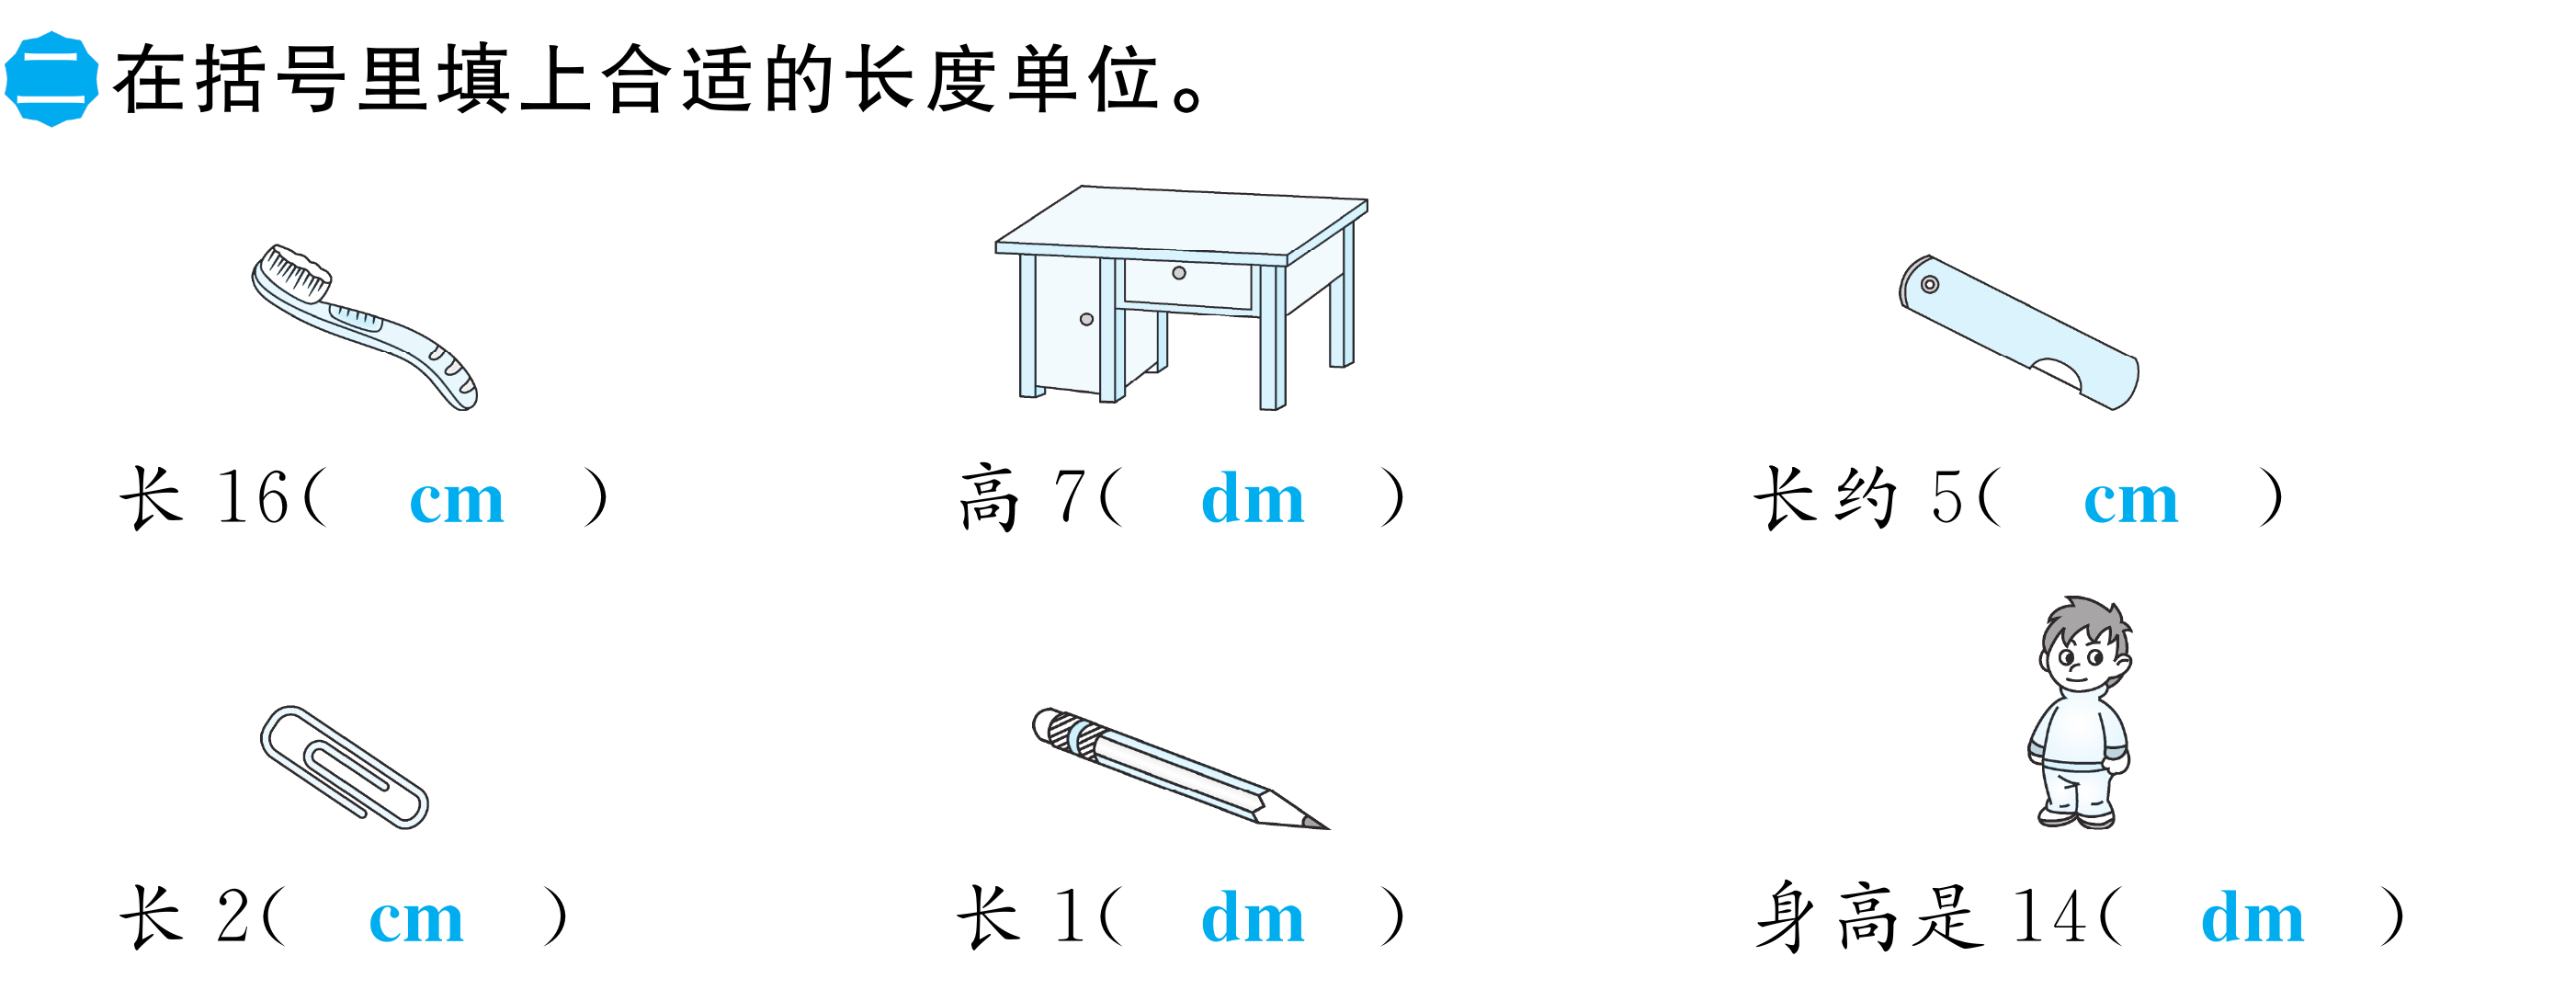 二 在括号里填上合适的长度单位。
长 16( cm ) 高 7( dm ) 长约 5( cm )
长 2( cm ) 长 1( dm ) 身高是 14( dm )